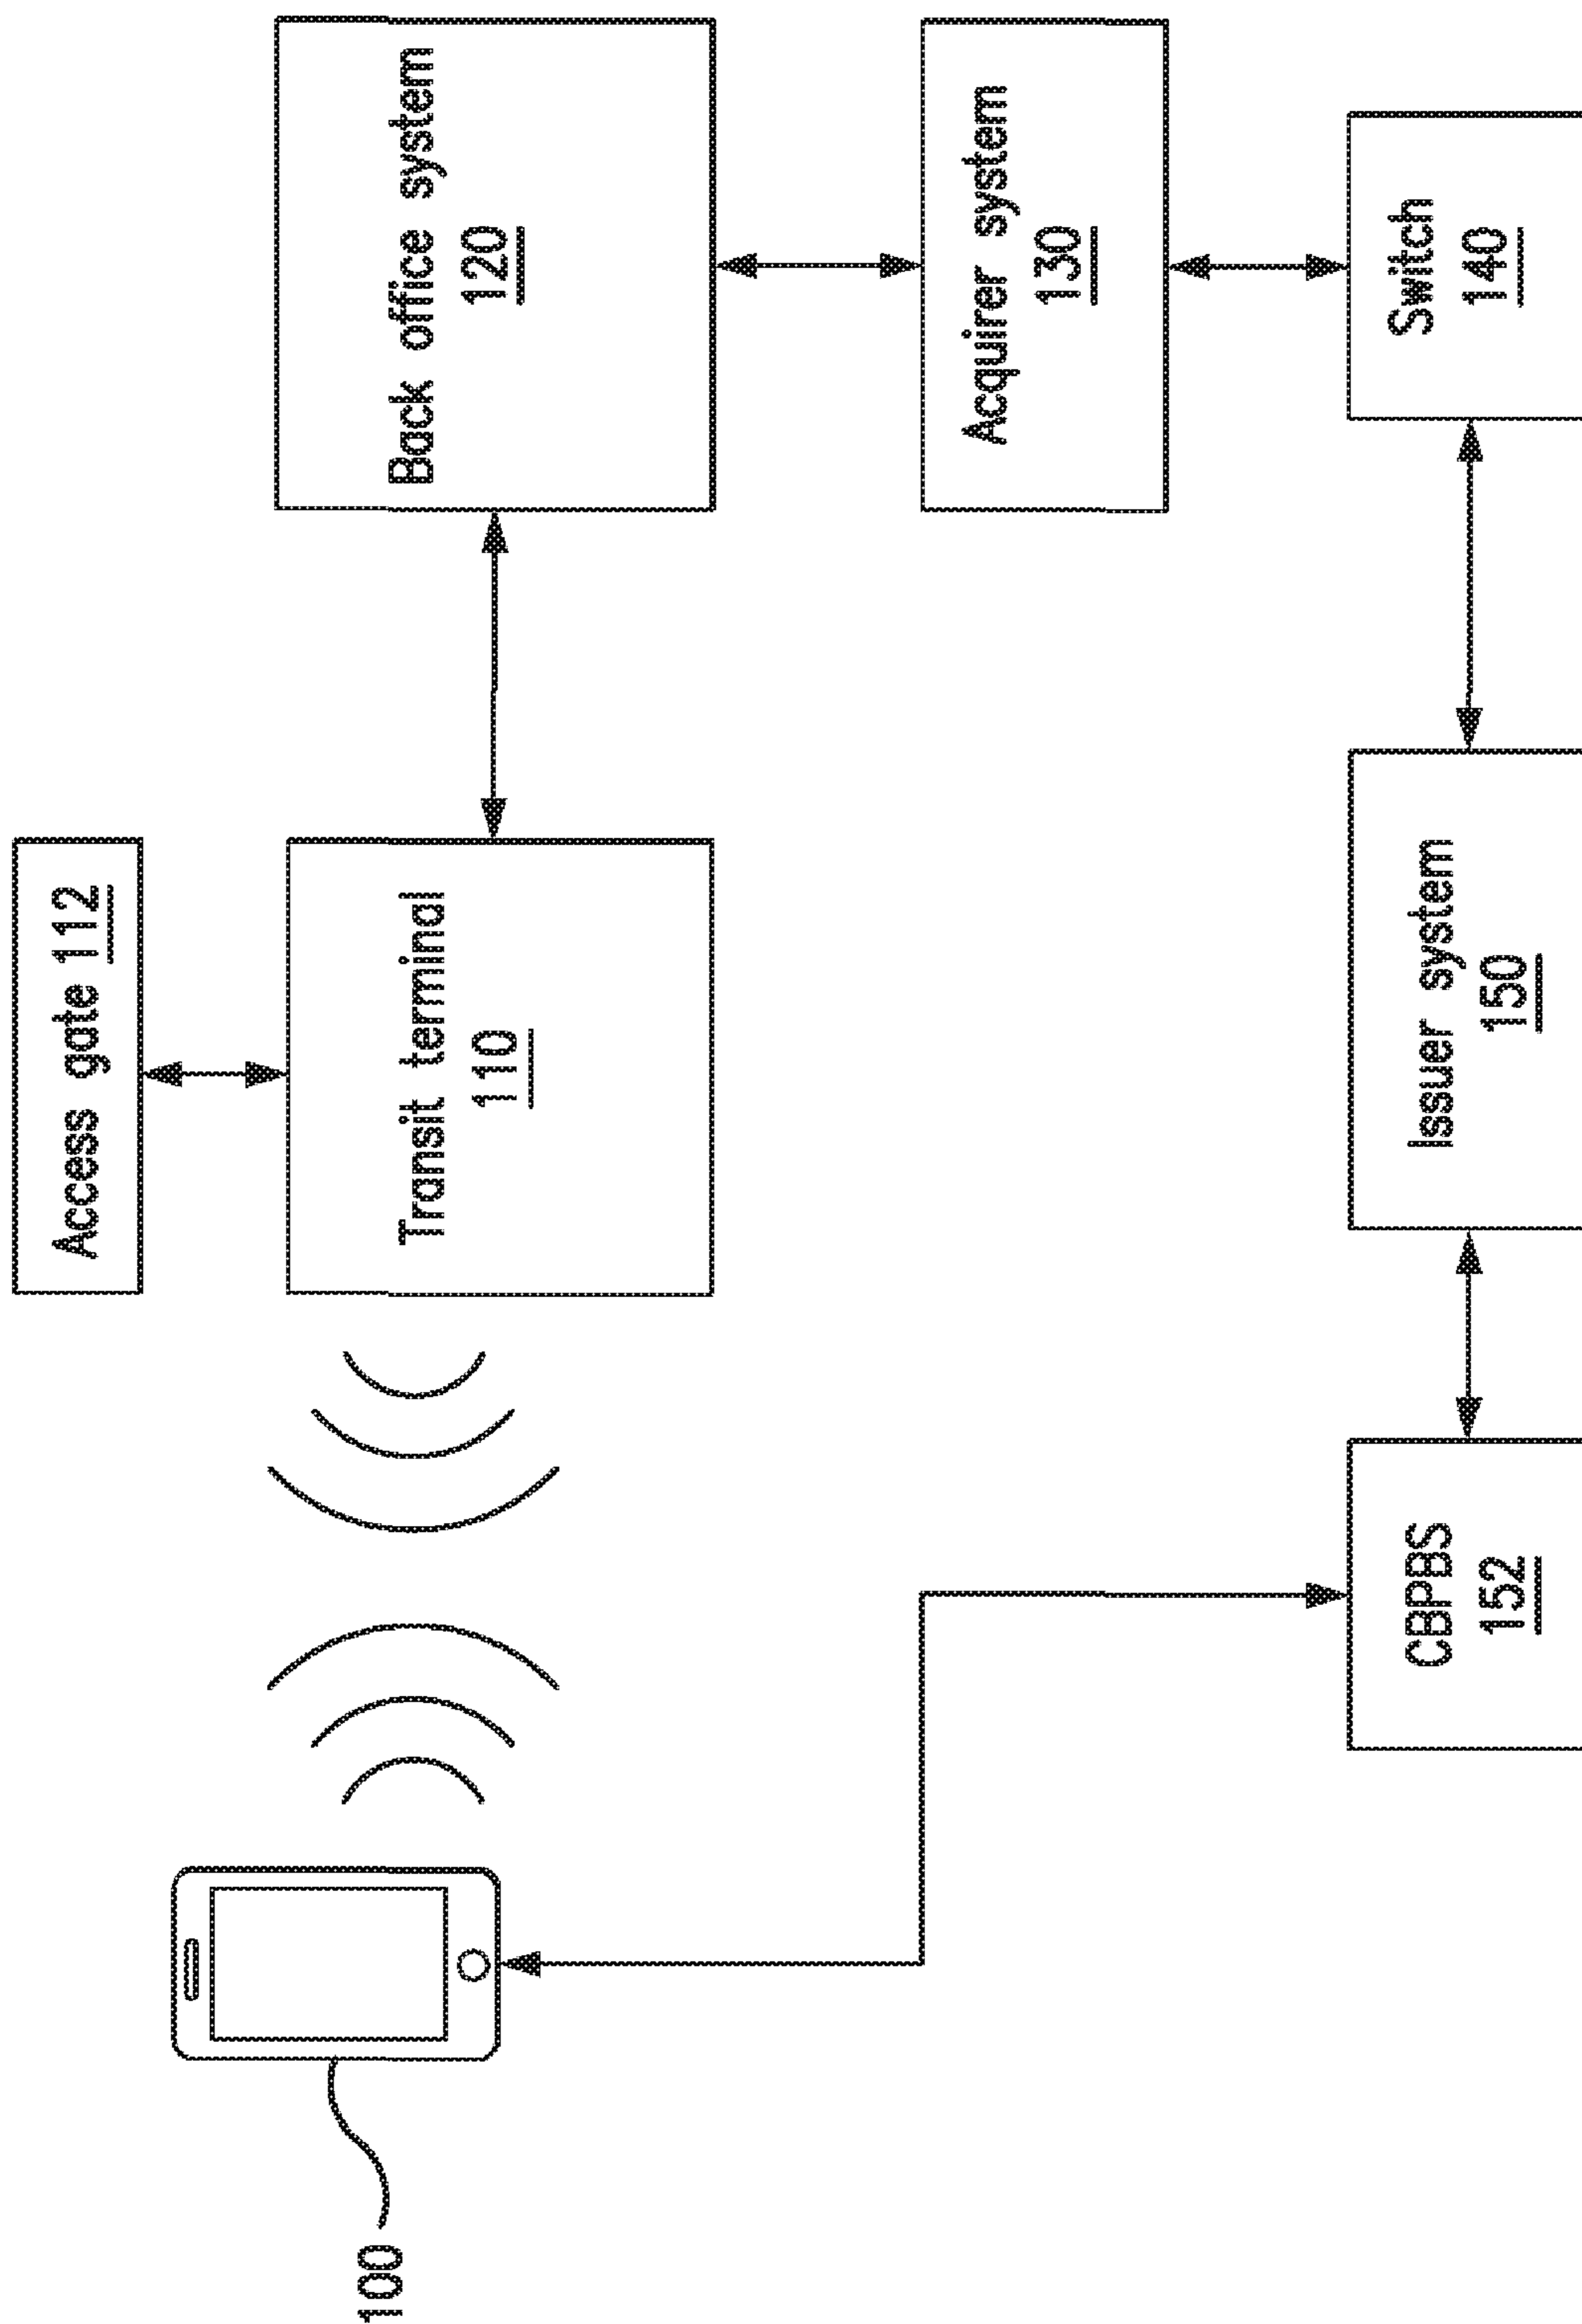 Access gate 112
Transit terminal
110
Back office system
120
100
Acquirer system
130
CBPBS
152
Issuer system
150
Switch
140